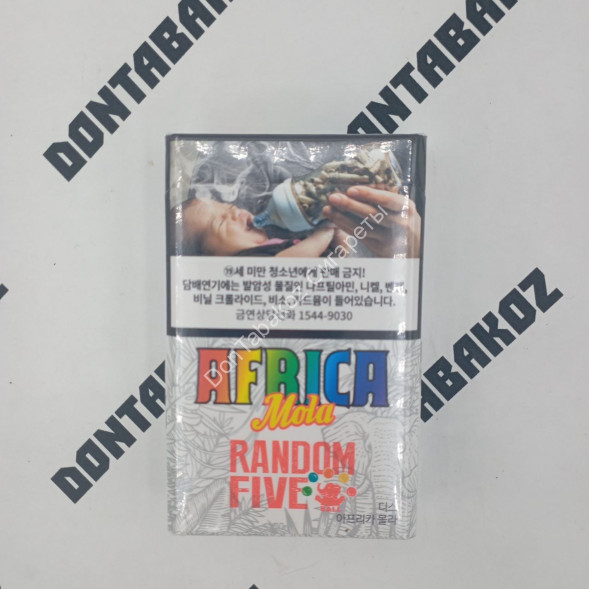 DONTABAKOZ
DONTABAKOZ
⑲세 미만 청소년에게 판매 금지!
담배연기에는 발암성 물질인 나프틸아민, 니켈, 벤젠,
비닐 크롤라이드, 비소, 카드뮴이 들어있습니다.
금연상담전화 1544-9030
DonTabak сигареты
AFRICA
Mola
RANDOM
FIVE
디스
아프리카 몰라
DONTABAKOZ